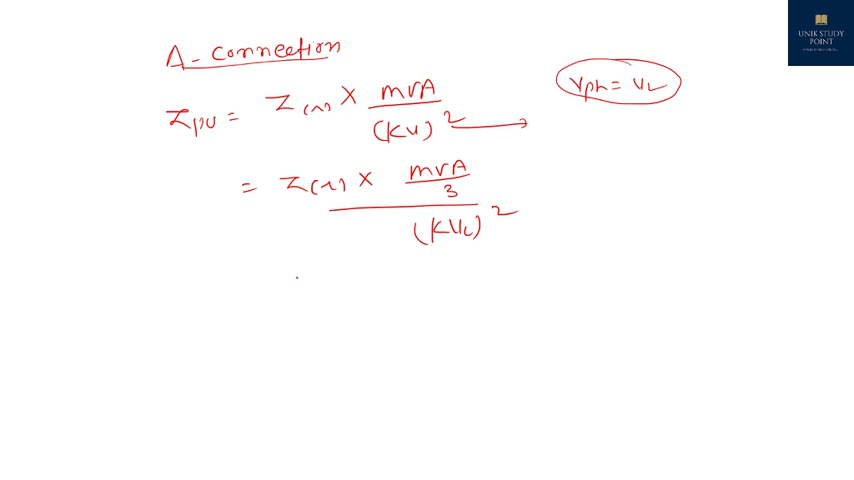 Δ - connection
Zpu = Z(Ω) × MVA / (KV)²
Vph = VL
= Z(Ω) × MVA/3 / (KVL)²
UNIK STUDY
POINT